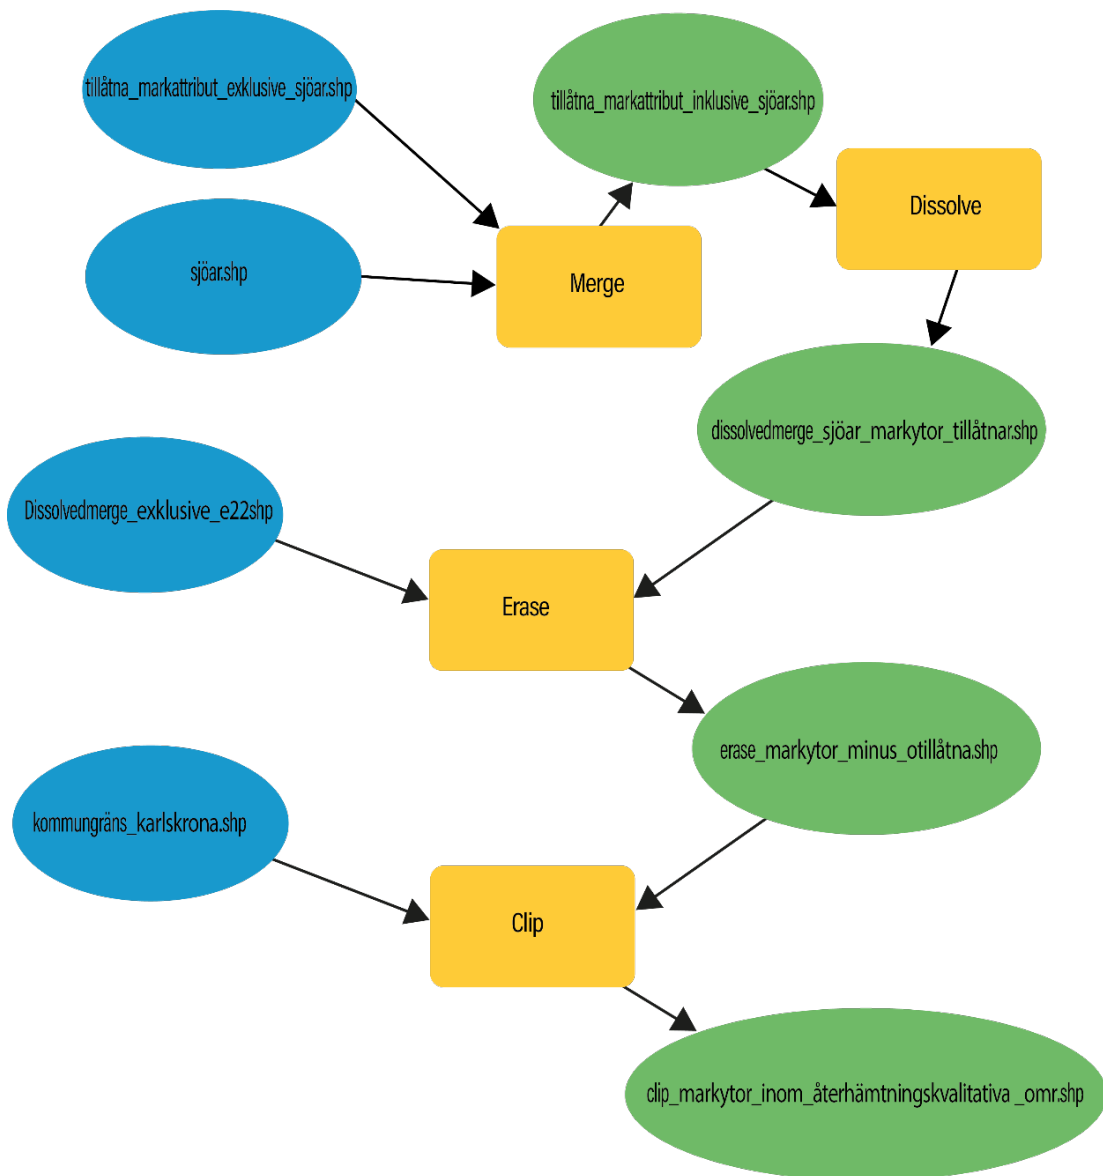 tillåtna_markattribut_exklusive_sjöar.shp
tillåtna_markattribut_inklusive_sjöar.shp
Dissolve
sjöar.shp
Merge
dissolvedmerge_sjöar_markytor_tillåtnar.shp
Dissolvedmerge_exklusive_e22shp
Erase
erase_markytor_minus_otillåtna.shp
kommungräns_karlskrona.shp
Clip
clip_markytor_inom_återhämtningskvalitativa _omr.shp